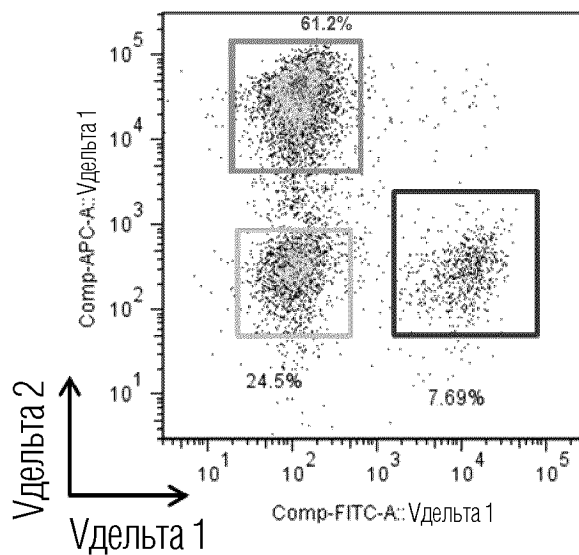 61.2%
10^5
10^4
10^3
10^2
10^1
Comp-APC-A:: Vдельта 1
24.5%
7.69%
10^1 10^2 10^3 10^4 10^5
Comp-FITC-A:: Vдельта 1
Vдельта 2
Vдельта 1